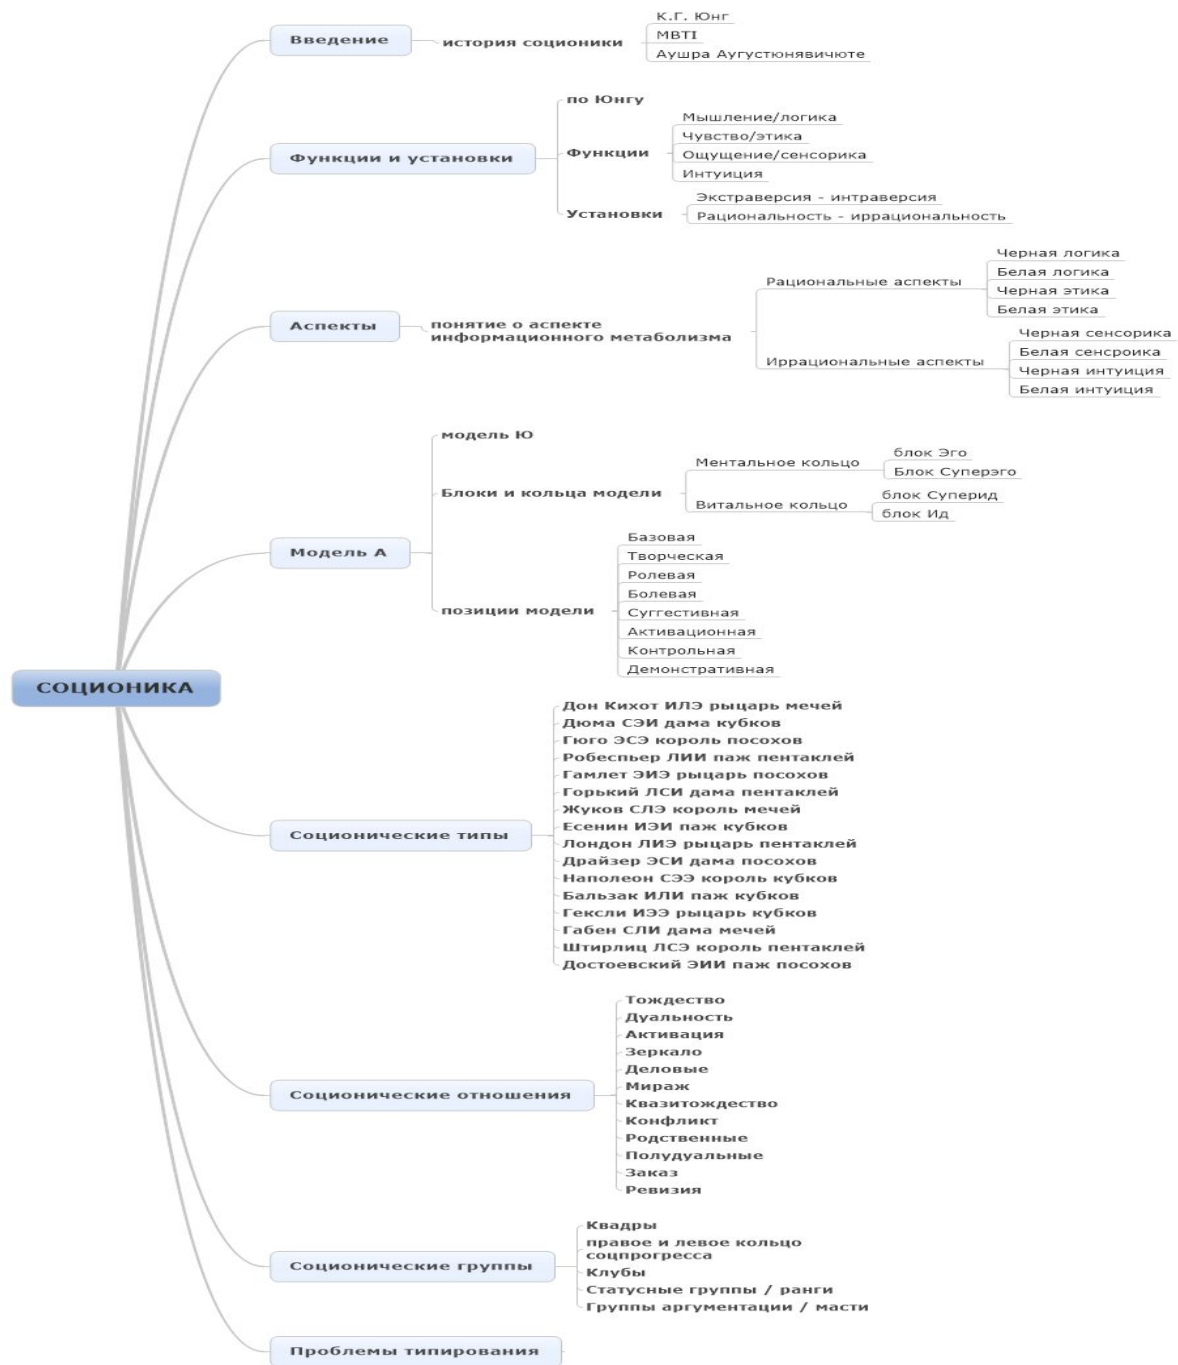 СОЦИОНИКА
Введение
история соционики
К.Г. Юнг
MBTI
Аушра Аугустюнявичюте
Функции и установки
по Юнгу
Функции
Мышление/логика
Чувство/этика
Ощущение/сенсорика
Интуиция
Установки
Экстраверсия - интраверсия
Рациональность - иррациональность
Аспекты
понятие о аспекте
информационного метаболизма
Рациональные аспекты
Черная логика
Белая логика
Черная этика
Белая этика
Иррациональные аспекты
Черная сенсорика
Белая сенсроика
Черная интуиция
Белая интуиция
Модель А
модель Ю
Блоки и кольца модели
Ментальное кольцо
блок Эго
Блок Суперэго
Витальное кольцо
блок Суперид
блок Ид
позиции модели
Базовая
Творческая
Ролевая
Болевая
Суггестивная
Активационная
Контрольная
Демонстративная
Соционические типы
Дон Кихот ИЛЭ рыцарь мечей
Дюма СЭИ дама кубков
Гюго ЭСЭ король посохов
Робеспьер ЛИИ паж пентаклей
Гамлет ЭИЭ рыцарь посохов
Горький ЛСИ дама пентаклей
Жуков СЛЭ король мечей
Есенин ИЭИ паж кубков
Лондон ЛИЭ рыцарь пентаклей
Драйзер ЭСИ дама посохов
Наполеон СЭЭ король кубков
Бальзак ИЛИ паж кубков
Гексли ИЭЭ рыцарь кубков
Габен СЛИ дама мечей
Штирлиц ЛСЭ король пентаклей
Достоевский ЭИИ паж посохов
Соционические отношения
Тождество
Дуальность
Активация
Зеркало
Деловые
Мираж
Квазитождество
Конфликт
Родственные
Полудуальные
Заказ
Ревизия
Соционические группы
Квадры
правое и левое кольцо
соцпрогресса
Клубы
Статусные группы / ранги
Группы аргументации / масти
Проблемы типирования